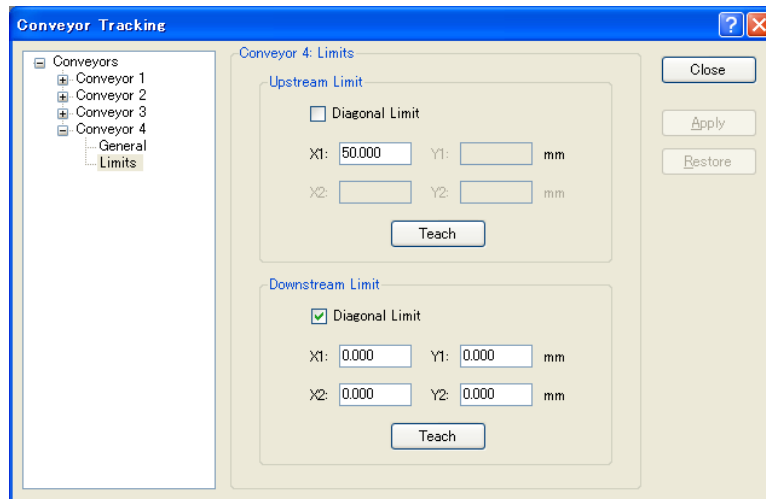 Conveyor Tracking
Conveyors
Conveyor 1
Conveyor 2
Conveyor 3
Conveyor 4
General
Limits
Conveyor 4: Limits
Upstream Limit
Diagonal Limit
X1: 50.000 Y1: mm
X2: Y2: mm
Teach
Downstream Limit
Diagonal Limit
X1: 0.000 Y1: 0.000 mm
X2: 0.000 Y2: 0.000 mm
Teach
Close
Apply
Restore